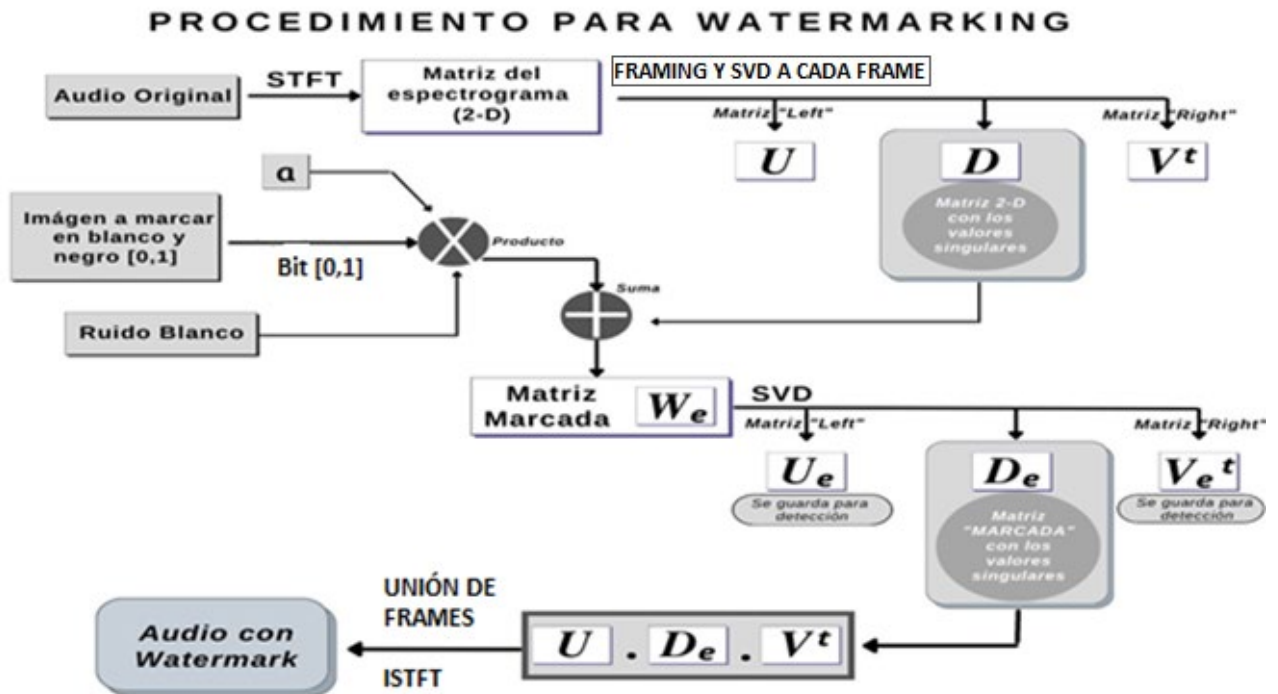 PROCEDIMIENTO PARA WATERMARKING
Audio Original
STFT
Matriz del
espectrograma
(2-D)
FRAMING Y SVD A CADA FRAME
Matriz "Left"
Matriz "Right"
U
D
Vᵗ
Matriz 2-D
con los
valores
singulares
α
Imágen a marcar
en blanco y
negro [0,1]
Bit [0,1]
Producto
Ruido Blanco
Suma
Matriz
Marcada
Wₑ
SVD
Matriz "Left"
Matriz "Right"
Uₑ
Dₑ
Vₑᵗ
Se guarda para
detección
Matriz
"MARCADA"
con los
valores
singulares
Se guarda para
detección
Audio con
Watermark
UNIÓN DE
FRAMES
ISTFT
U . Dₑ . Vᵗ